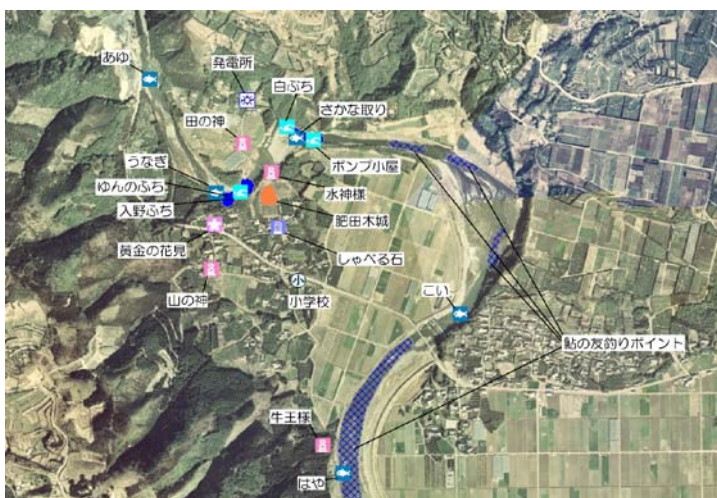 あゆ
発電所
白ぶち
さかな取り
田の神
うなぎ
ポンプ小屋
ゆんのふち
水神様
入野ふち
肥田木城
黄金の花見
しゃべる石
山の神
小
小学校
こい
鮎の友釣りポイント
牛王様
はや